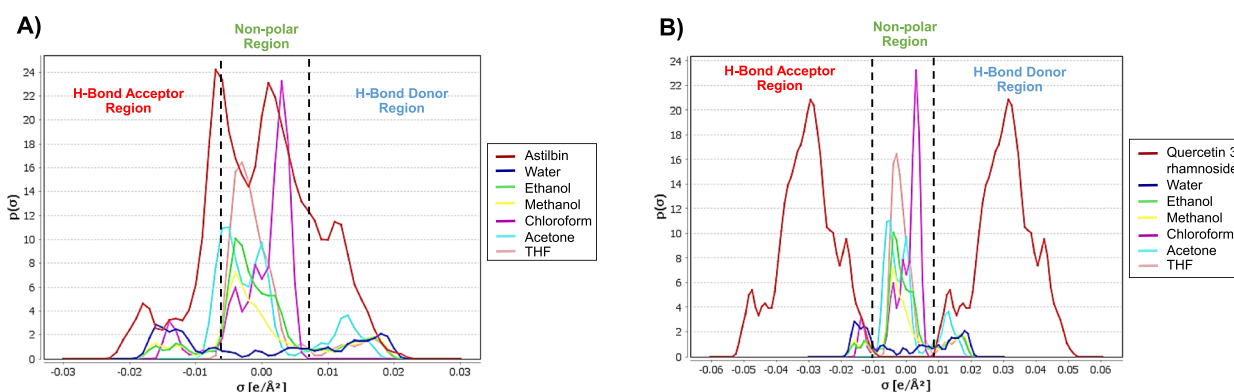 A)
Non-polar
Region
H-Bond Acceptor
Region
H-Bond Donor
Region
24
22
20
18
16
14
12
10
8
6
4
2
0
p(σ)
-0.03
-0.02
-0.01
0.00
0.01
0.02
0.03
σ [e/Å²]
Astilbin
Water
Ethanol
Methanol
Chloroform
Acetone
THF
B)
Non-polar
Region
H-Bond Acceptor
Region
H-Bond Donor
Region
24
22
20
18
16
14
12
10
8
6
4
2
0
p(σ)
-0.06
-0.05
-0.04
-0.03
-0.02
-0.01
0.00
0.01
0.02
0.03
0.04
0.05
0.06
σ [e/Å²]
Quercetin 3
rhamnoside
Water
Ethanol
Methanol
Chloroform
Acetone
THF